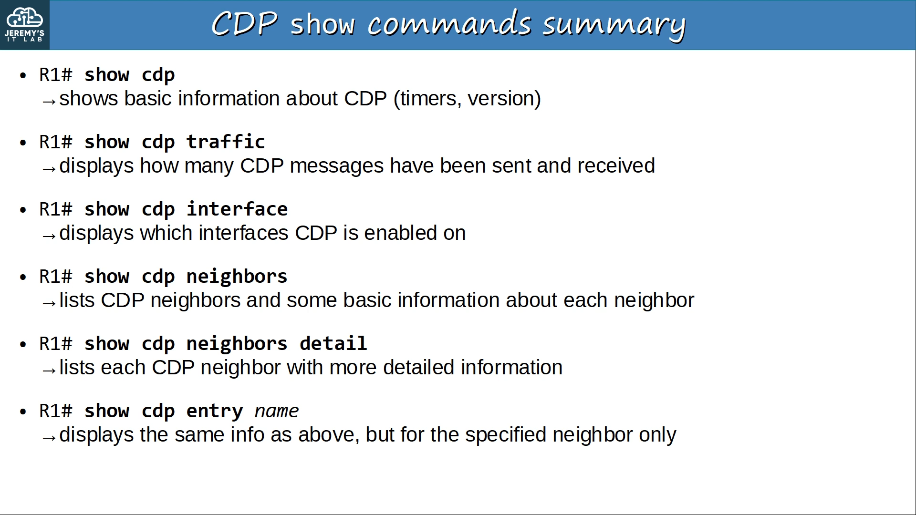 JEREMY'S
IT LAB
CDP show commands summary
• R1# show cdp
→shows basic information about CDP (timers, version)
• R1# show cdp traffic
→displays how many CDP messages have been sent and received
• R1# show cdp interface
→displays which interfaces CDP is enabled on
• R1# show cdp neighbors
→lists CDP neighbors and some basic information about each neighbor
• R1# show cdp neighbors detail
→lists each CDP neighbor with more detailed information
• R1# show cdp entry name
→displays the same info as above, but for the specified neighbor only